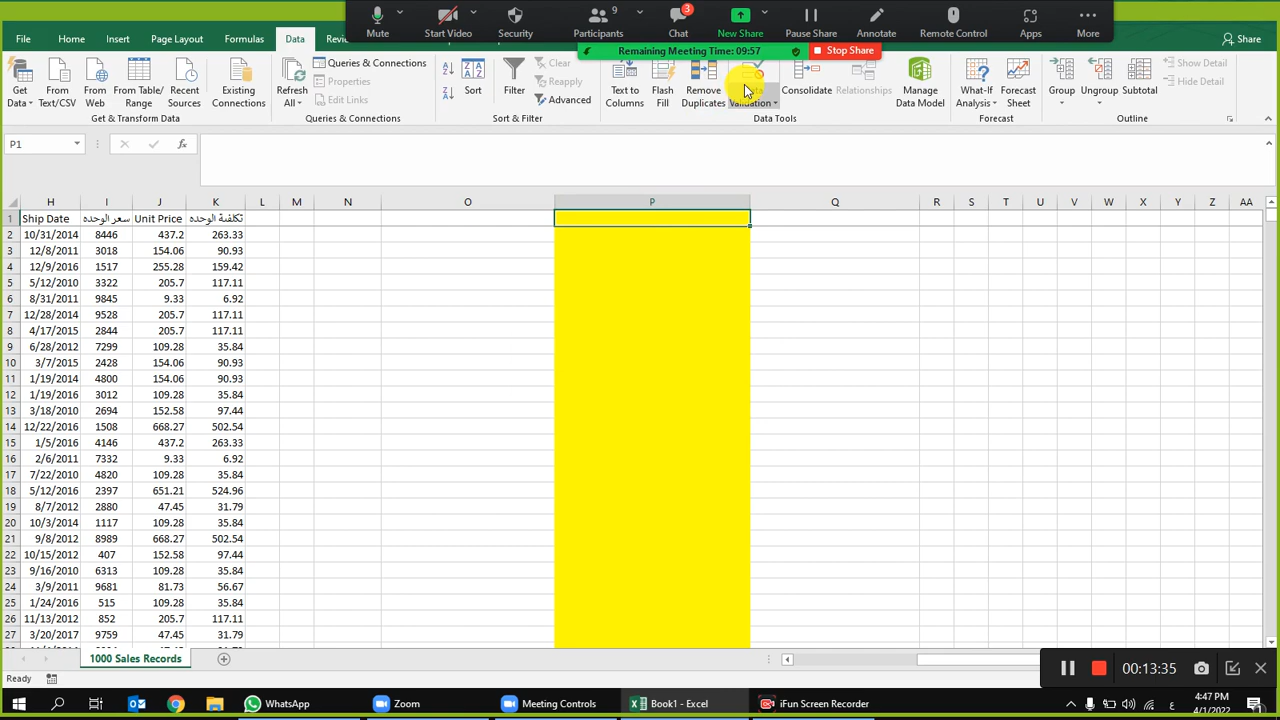 Mute
Start Video
Security
Participants 9
Chat 3
New Share
Pause Share
Annotate
Remote Control
Apps
More
Remaining Meeting Time: 09:57
Stop Share
File Home Insert Page Layout Formulas Data
Share
Get Data
From Text/CSV
From Web
From Table/ Range
Recent Sources
Existing Connections
Get & Transform Data
Refresh All
Queries & Connections
Properties
Edit Links
Queries & Connections
Sort
Filter
Clear
Reapply
Advanced
Sort & Filter
Text to Columns
Flash Fill
Remove Duplicates
Validation
Consolidate
Relationships
Manage Data Model
Data Tools
What-If Analysis
Forecast Sheet
Forecast
Group
Ungroup
Subtotal
Show Detail
Hide Detail
Outline
P1
fx
H I J K L M N O P Q R S T U V W X Y Z AA
1 Ship Date سعر الوحده Unit Price تكلفية الوحده
2 10/31/2014 8446 437.2 263.33
3 12/8/2011 3018 154.06 90.93
4 12/9/2016 1517 255.28 159.42
5 5/12/2010 3322 205.7 117.11
6 8/31/2011 9845 9.33 6.92
7 12/28/2014 9528 205.7 117.11
8 4/17/2015 2844 205.7 117.11
9 6/28/2012 7299 109.28 35.84
10 3/7/2015 2428 154.06 90.93
11 1/19/2014 4800 154.06 90.93
12 1/19/2016 3012 109.28 35.84
13 3/18/2010 2694 152.58 97.44
14 12/22/2016 1508 668.27 502.54
15 1/5/2016 4146 437.2 263.33
16 2/6/2011 7332 9.33 6.92
17 7/22/2010 4820 109.28 35.84
18 5/12/2016 2397 651.21 524.96
19 8/7/2012 2880 47.45 31.79
20 10/3/2014 1117 109.28 35.84
21 9/8/2012 8989 668.27 502.54
22 10/15/2012 407 152.58 97.44
23 9/16/2010 6313 109.28 35.84
24 3/9/2011 9681 81.73 56.67
25 1/24/2016 515 109.28 35.84
26 11/13/2012 852 205.7 117.11
27 3/20/2017 9759 47.45 31.79
1000 Sales Records
Ready
00:13:35
WhatsApp
Zoom
Meeting Controls
Book1 - Excel
iFun Screen Recorder
ع
4:47 PM
4/1/2022